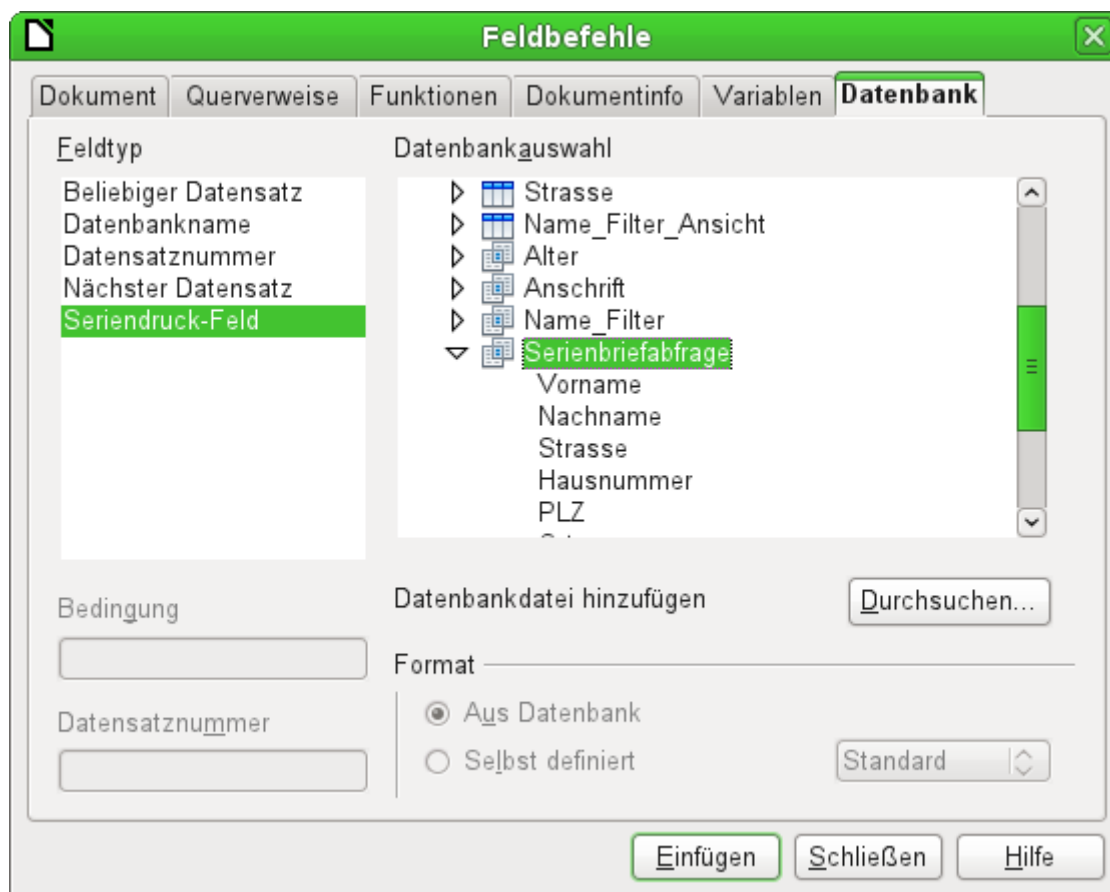 Feldbefehle
Dokument Querverweise Funktionen Dokumentinfo Variablen Datenbank
Feldtyp
Beliebiger Datensatz
Datenbankname
Datensatznummer
Nächster Datensatz
Seriendruck-Feld
Datenbankauswahl
Strasse
Name_Filter_Ansicht
Alter
Anschrift
Name_Filter
Serienbriefabfrage
Vorname
Nachname
Strasse
Hausnummer
PLZ
Bedingung
Datensatznummer
Datenbankdatei hinzufügen Durchsuchen...
Format
Aus Datenbank
Selbst definiert Standard
Einfügen Schließen Hilfe